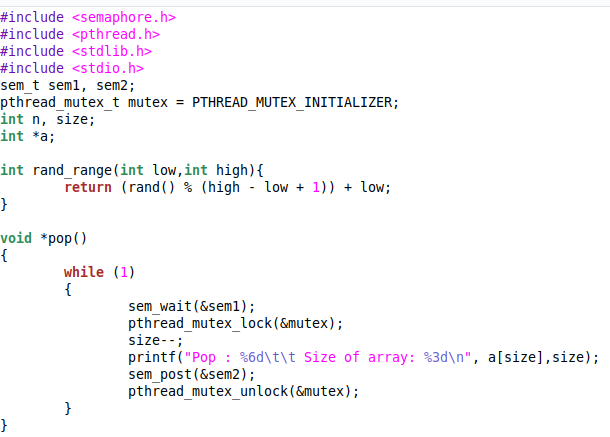 #include <semaphore.h>
#include <pthread.h>
#include <stdlib.h>
#include <stdio.h>
sem_t sem1, sem2;
pthread_mutex_t mutex = PTHREAD_MUTEX_INITIALIZER;
int n, size;
int *a;

int rand_range(int low,int high){
        return (rand() % (high - low + 1)) + low;
}

void *pop()
{
        while (1)
        {
                sem_wait(&sem1);
                pthread_mutex_lock(&mutex);
                size--;
                printf("Pop : %6d\t\t Size of array: %3d\n", a[size],size);
                sem_post(&sem2);
                pthread_mutex_unlock(&mutex);
        }
}